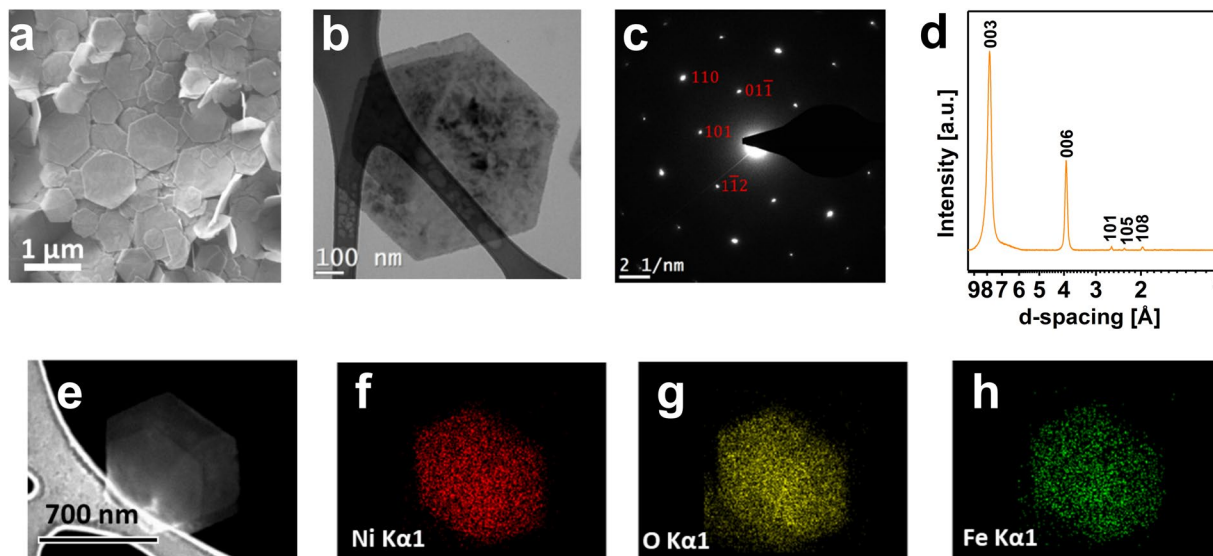 a
1 µm
b
100 nm
c
110
011̅
101
11̅2
2 1/nm
d
Intensity [a.u.]
003
006
101
105
108
9 8 7 6 5 4 3 2
d-spacing [Å]
e
700 nm
f
Ni Kα1
g
O Kα1
h
Fe Kα1